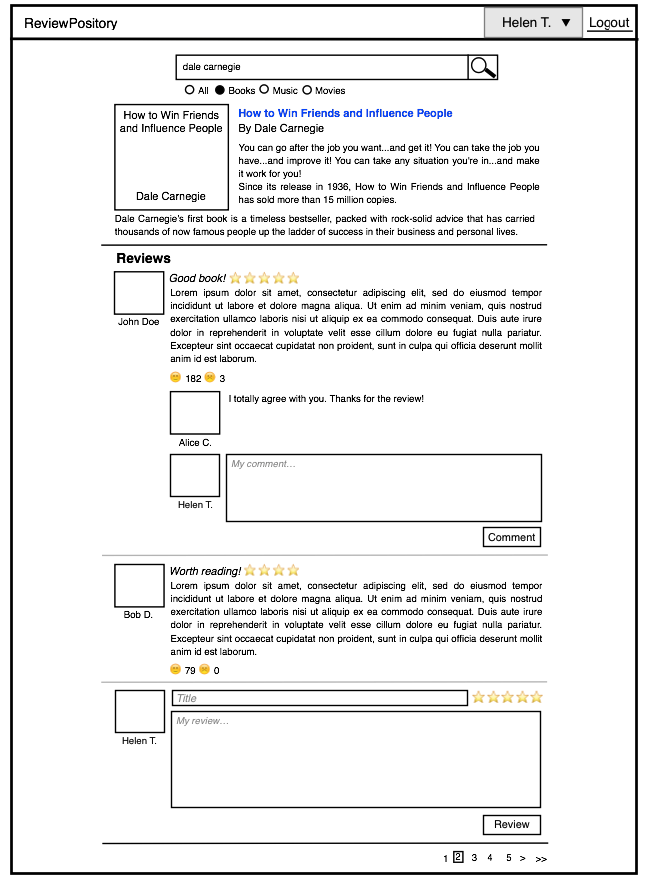 ReviewPository
Helen T. ▼
Logout
dale carnegie
All Books Music Movies
How to Win Friends
and Influence People
Dale Carnegie
How to Win Friends and Influence People
By Dale Carnegie
You can go after the job you want...and get it! You can take the job you
have...and improve it! You can take any situation you're in...and make
it work for you!
Since its release in 1936, How to Win Friends and Influence People
has sold more than 15 million copies.
Dale Carnegie's first book is a timeless bestseller, packed with rock-solid advice that has carried
thousands of now famous people up the ladder of success in their business and personal lives.
Reviews
John Doe
Good book!
Lorem ipsum dolor sit amet, consectetur adipiscing elit, sed do eiusmod tempor
incididunt ut labore et dolore magna aliqua. Ut enim ad minim veniam, quis nostrud
exercitation ullamco laboris nisi ut aliquip ex ea commodo consequat. Duis aute irure
dolor in reprehenderit in voluptate velit esse cillum dolore eu fugiat nulla pariatur.
Excepteur sint occaecat cupidatat non proident, sunt in culpa qui officia deserunt mollit
anim id est laborum.
182 3
Alice C.
I totally agree with you. Thanks for the review!
Helen T.
My comment...
Comment
Bob D.
Worth reading!
Lorem ipsum dolor sit amet, consectetur adipiscing elit, sed do eiusmod tempor
incididunt ut labore et dolore magna aliqua. Ut enim ad minim veniam, quis nostrud
exercitation ullamco laboris nisi ut aliquip ex ea commodo consequat. Duis aute irure
dolor in reprehenderit in voluptate velit esse cillum dolore eu fugiat nulla pariatur.
Excepteur sint occaecat cupidatat non proident, sunt in culpa qui officia deserunt mollit
anim id est laborum.
79 0
Helen T.
Title
My review...
Review
1 2 3 4 5 > >>